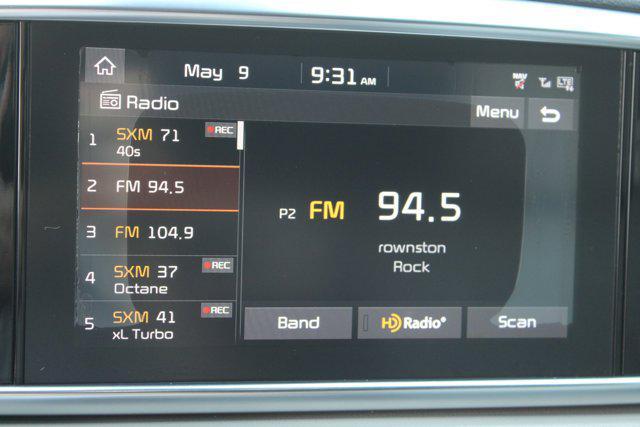 May 9 9:31 AM NAV LTE
Radio
Menu
1 SXM 71 REC
40s
2 FM 94.5
3 FM 104.9
4 SXM 37 REC
Octane
5 SXM 41 REC
xL Turbo
P2 FM 94.5
rownston
Rock
Band HD Radio® Scan